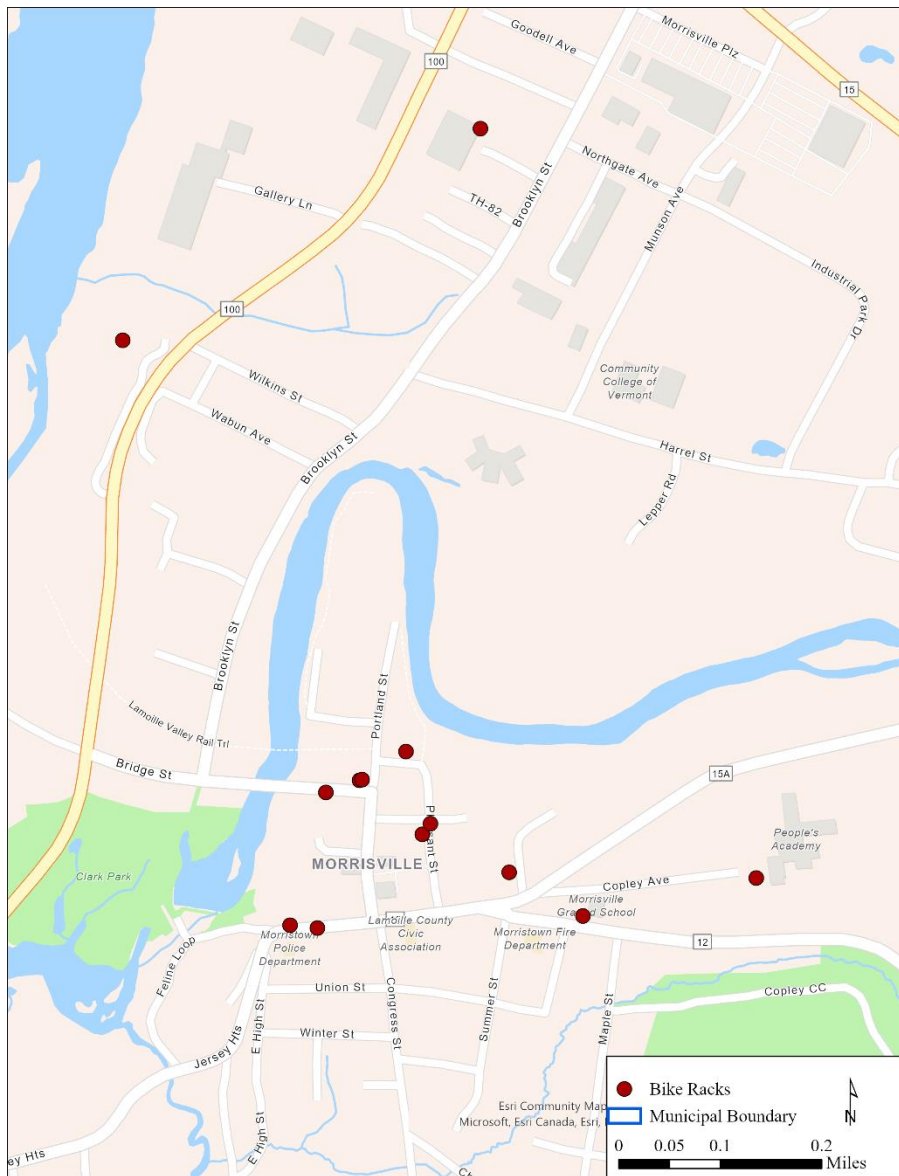 Goodell Ave
Morrisville Plz
100
15
Northgate Ave
Gallery Ln
TH-82
Brooklyn St
Munson Ave
Industrial Park Dr
100
Community
College of
Vermont
Wilkins St
Wabun Ave
Brooklyn St
Harrel St
Lepper Rd
Brooklyn St
Portland St
Lamoille Valley Rail Trl
Bridge St
15A
Pleasant St
People's
Academy
MORRISVILLE
Clark Park
Copley Ave
Morrisville
Graded School
Lamoille County
Civic
Association
Morristown
Police
Department
Morristown Fire
Department
12
Feline Loop
Union St
Copley CC
Congress St
Summer St
Maple St
E High St
Winter St
Jersey Hts
E High St
ey Hts
Esri Community Map
Microsoft, Esri Canada, Esri,
Bike Racks
Municipal Boundary
N
0 0.05 0.1 0.2
Miles